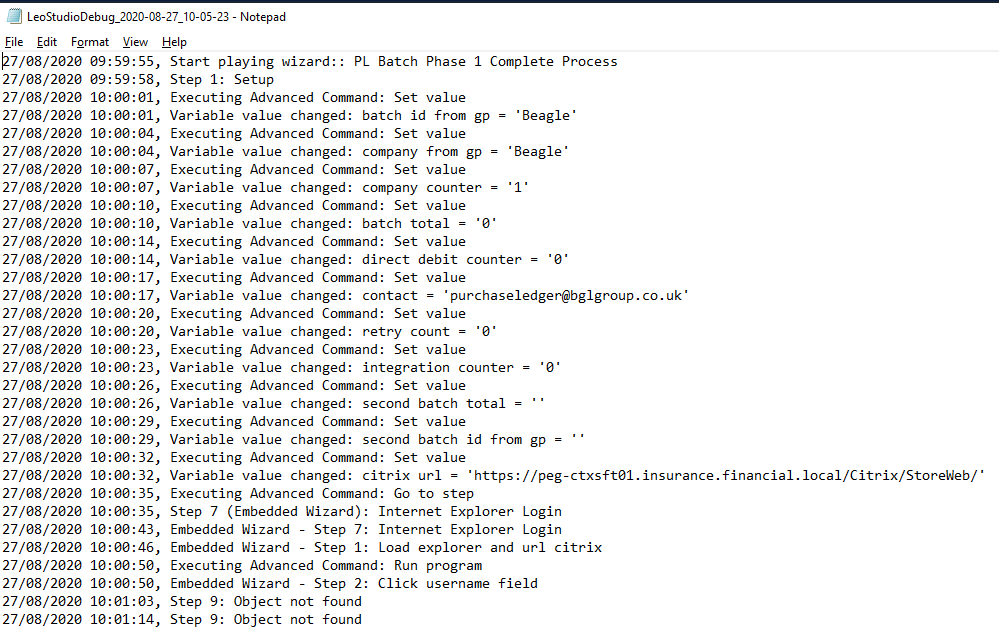 LeoStudioDebug_2020-08-27_10-05-23 - Notepad
File Edit Format View Help
27/08/2020 09:59:55, Start playing wizard:: PL Batch Phase 1 Complete Process
27/08/2020 09:59:58, Step 1: Setup
27/08/2020 10:00:01, Executing Advanced Command: Set value
27/08/2020 10:00:01, Variable value changed: batch id from gp = 'Beagle'
27/08/2020 10:00:04, Executing Advanced Command: Set value
27/08/2020 10:00:04, Variable value changed: company from gp = 'Beagle'
27/08/2020 10:00:07, Executing Advanced Command: Set value
27/08/2020 10:00:07, Variable value changed: company counter = '1'
27/08/2020 10:00:10, Executing Advanced Command: Set value
27/08/2020 10:00:10, Variable value changed: batch total = '0'
27/08/2020 10:00:14, Executing Advanced Command: Set value
27/08/2020 10:00:14, Variable value changed: direct debit counter = '0'
27/08/2020 10:00:17, Executing Advanced Command: Set value
27/08/2020 10:00:17, Variable value changed: contact = 'purchaseledger@bglgroup.co.uk'
27/08/2020 10:00:20, Executing Advanced Command: Set value
27/08/2020 10:00:20, Variable value changed: retry count = '0'
27/08/2020 10:00:23, Executing Advanced Command: Set value
27/08/2020 10:00:23, Variable value changed: integration counter = '0'
27/08/2020 10:00:26, Executing Advanced Command: Set value
27/08/2020 10:00:26, Variable value changed: second batch total = ''
27/08/2020 10:00:29, Executing Advanced Command: Set value
27/08/2020 10:00:29, Variable value changed: second batch id from gp = ''
27/08/2020 10:00:32, Executing Advanced Command: Set value
27/08/2020 10:00:32, Variable value changed: citrix url = 'https://peg-ctxsft01.insurance.financial.local/Citrix/StoreWeb/'
27/08/2020 10:00:35, Executing Advanced Command: Go to step
27/08/2020 10:00:35, Step 7 (Embedded Wizard): Internet Explorer Login
27/08/2020 10:00:43, Embedded Wizard - Step 7: Internet Explorer Login
27/08/2020 10:00:46, Embedded Wizard - Step 1: Load explorer and url citrix
27/08/2020 10:00:50, Executing Advanced Command: Run program
27/08/2020 10:00:50, Embedded Wizard - Step 2: Click username field
27/08/2020 10:01:03, Step 9: Object not found
27/08/2020 10:01:14, Step 9: Object not found